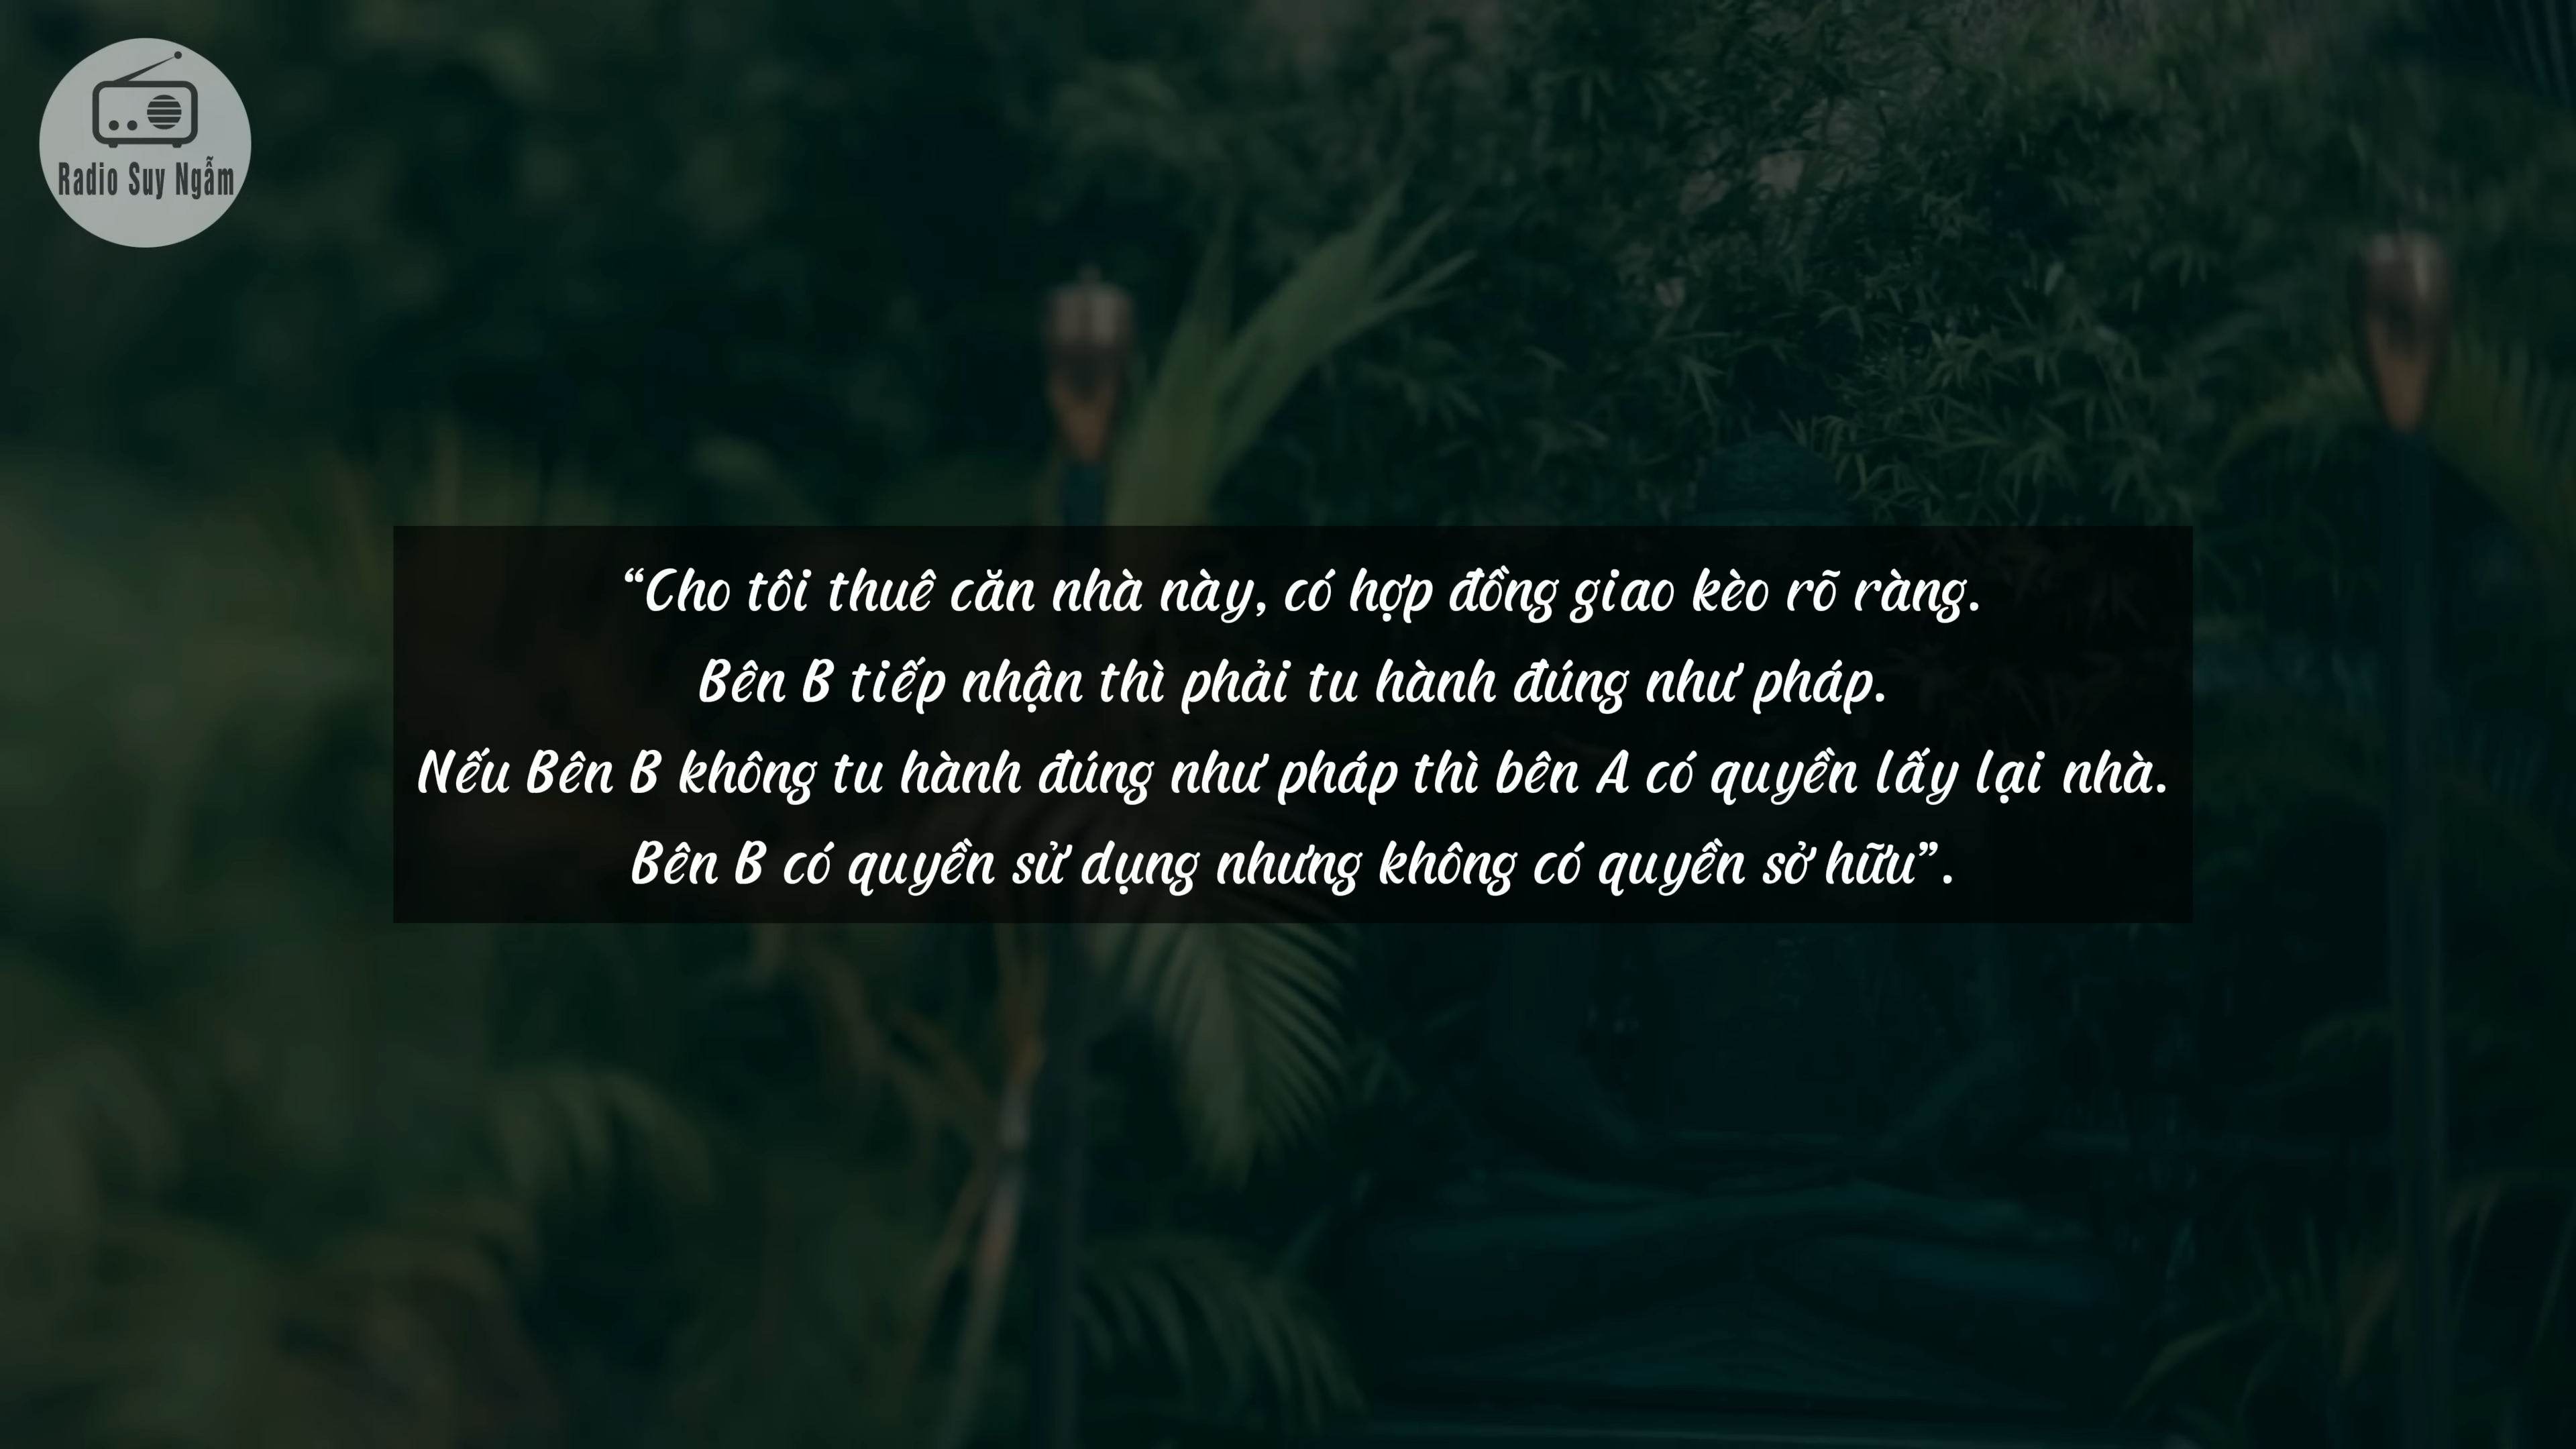 Radio Suy Ngẫm
“Cho tôi thuê căn nhà này, có hợp đồng giao kèo rõ ràng.
Bên B tiếp nhận thì phải tu hành đúng như pháp.
Nếu Bên B không tu hành đúng như pháp thì bên A có quyền lấy lại nhà.
Bên B có quyền sử dụng nhưng không có quyền sở hữu”.